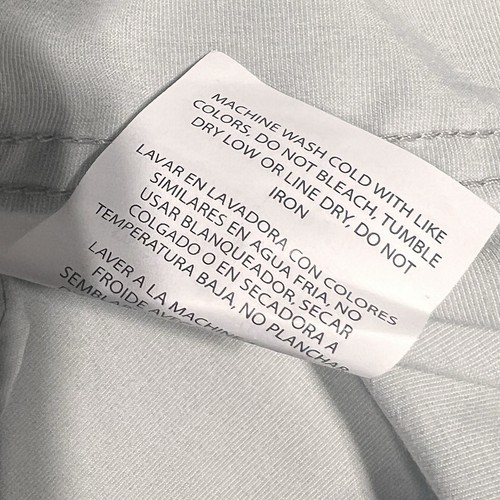 MACHINE WASH COLD WITH LIKE
COLORS, DO NOT BLEACH, TUMBLE
DRY LOW OR LINE DRY, DO NOT
IRON
LAVAR EN LAVADORA CON COLORES
SIMILARES EN AGUA FRIA, NO
USAR BLANQUEADOR, SECAR
COLGADO O EN SECADORA A
TEMPERATURA BAJA, NO PLANCHAR
LAVER A LA MACHINE
FROIDE